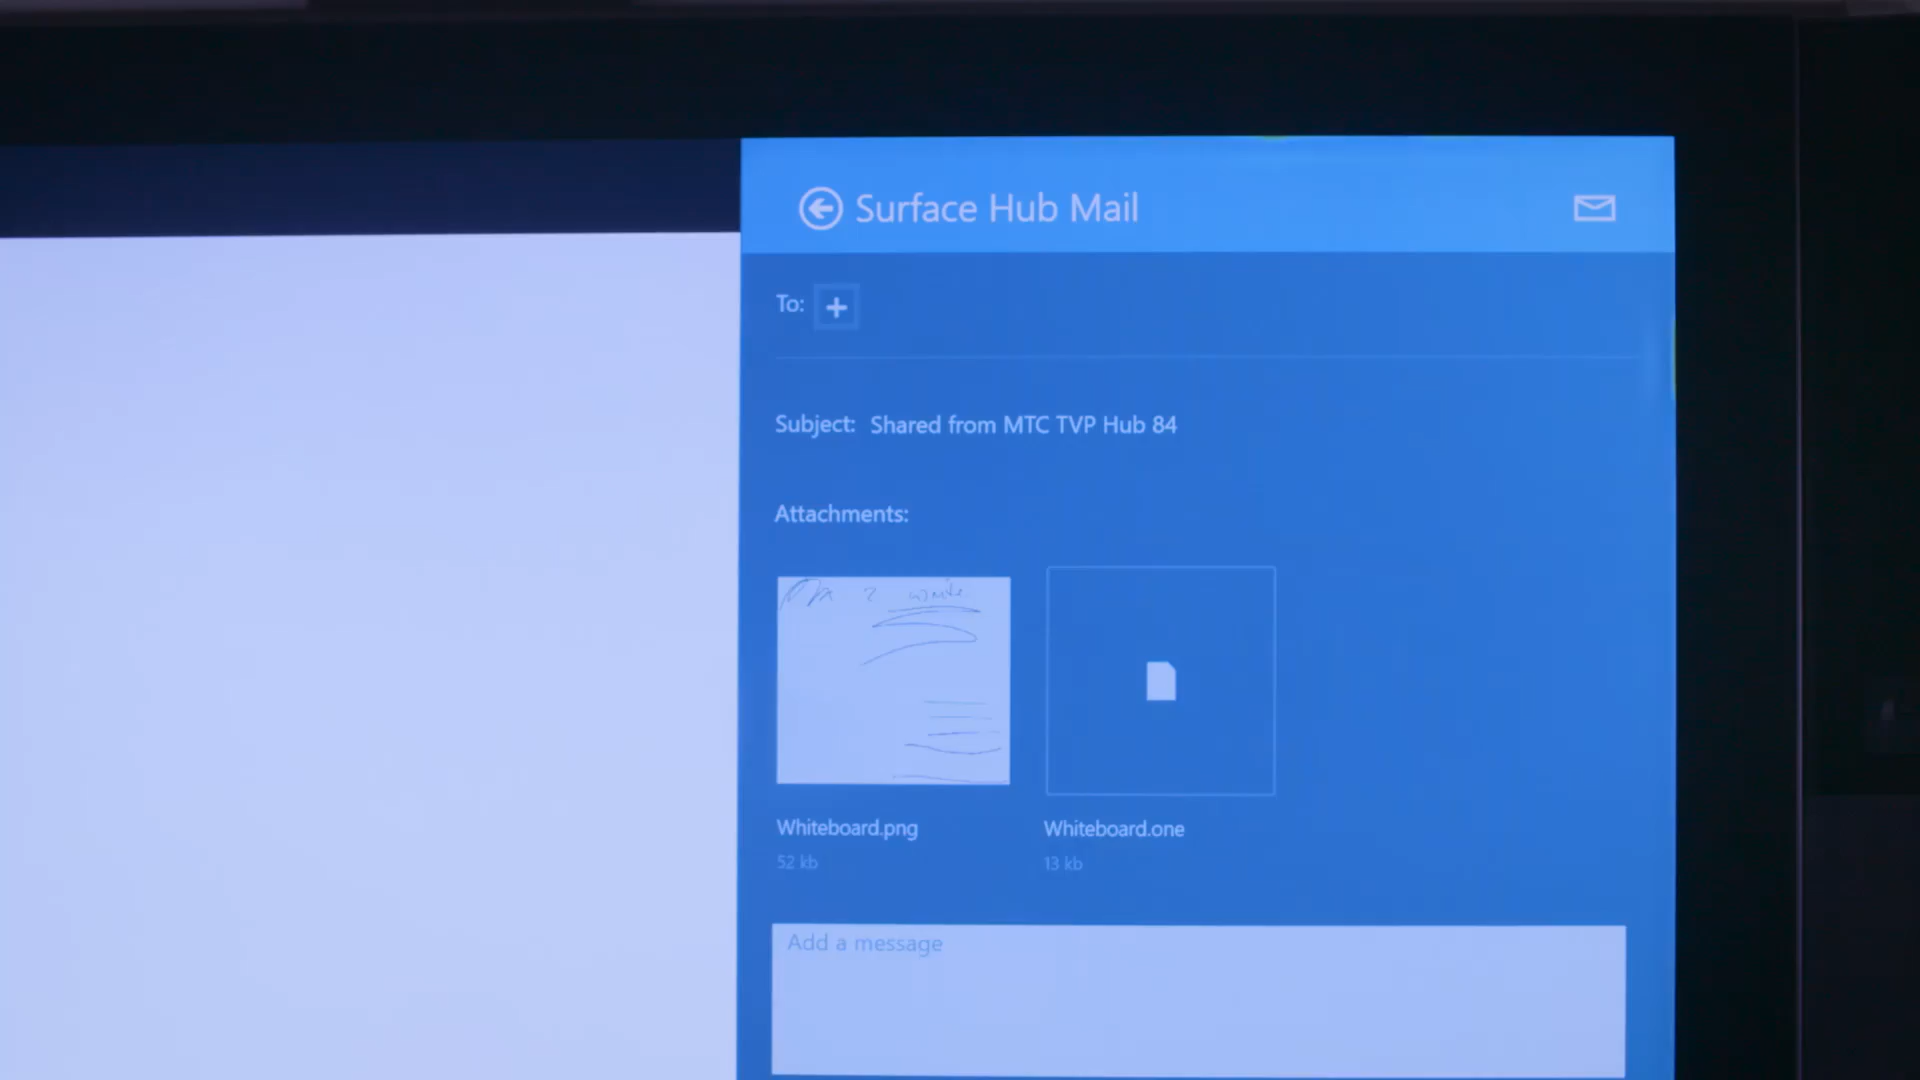 Surface Hub Mail
To:
Subject: Shared from MTC TVP Hub 84
Attachments:
Whiteboard.png
Whiteboard.one
52 kb
13 kb
Add a message